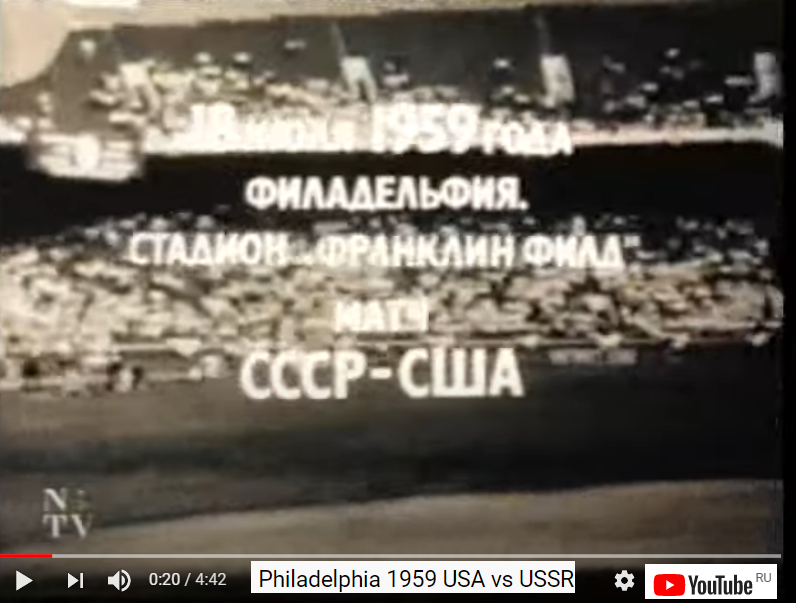 18 июля 1959 ГОДА
ФИЛАДЕЛЬФИЯ.
СТАДИОН „ФРАНКЛИН ФИЛД"
МАТЧ
СССР-США
N
TV
0:20 / 4:42
Philadelphia 1959 USA vs USSR
YouTube RU